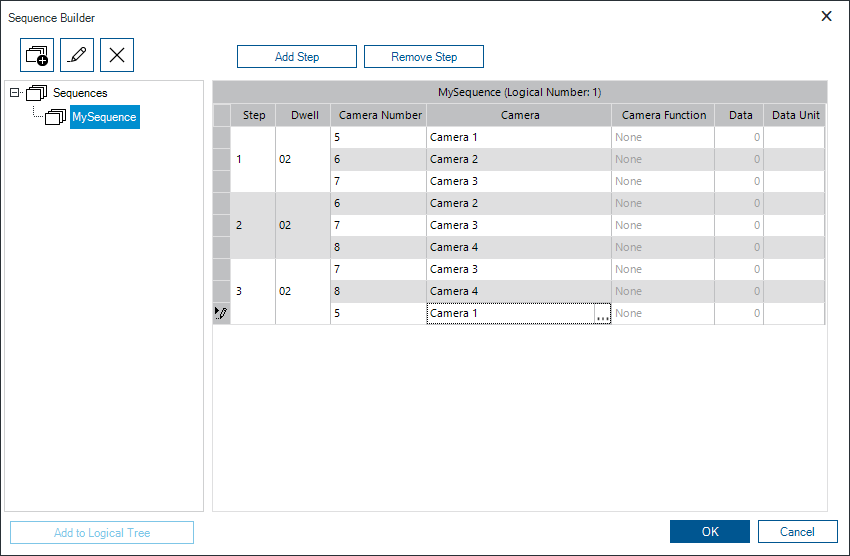 Sequence Builder
Add Step Remove Step
Sequences
MySequence
MySequence (Logical Number: 1)
Step Dwell Camera Number Camera Camera Function Data Data Unit
5 Camera 1 None 0
1 02 6 Camera 2 None 0
7 Camera 3 None 0
6 Camera 2 None 0
2 02 7 Camera 3 None 0
8 Camera 4 None 0
7 Camera 3 None 0
3 02 8 Camera 4 None 0
5 Camera 1 ... None 0
Add to Logical Tree
OK Cancel